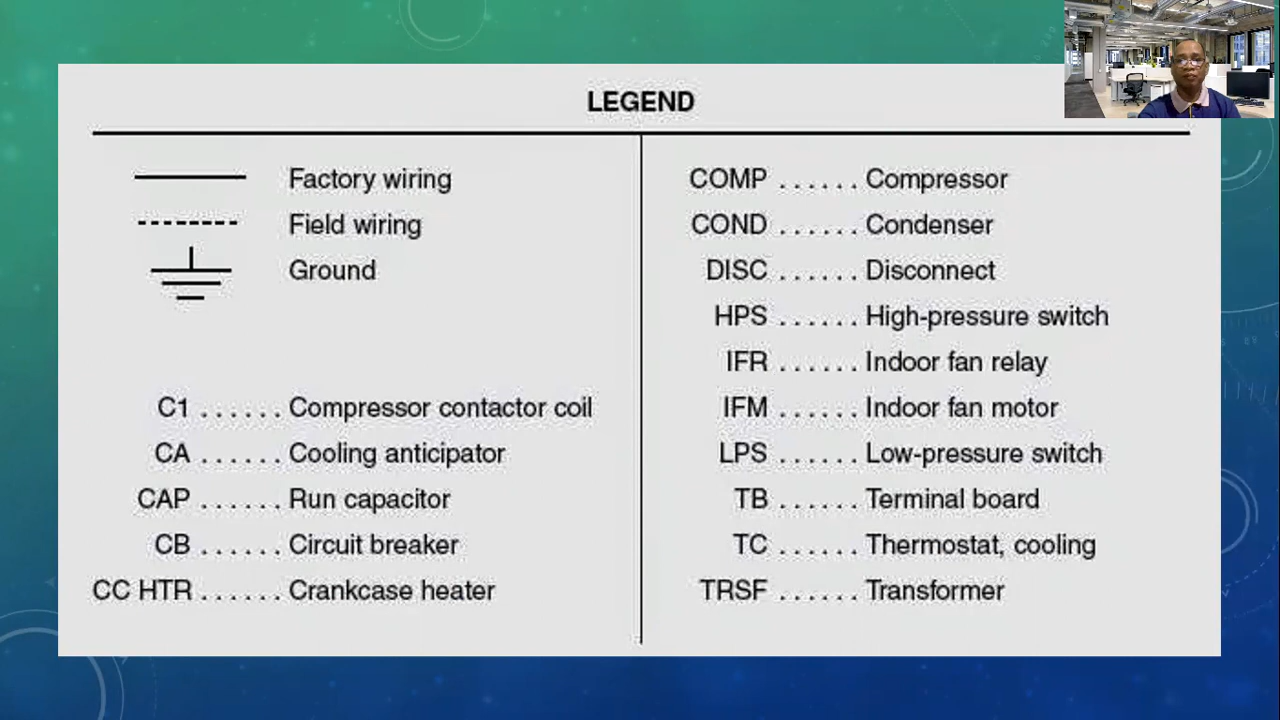 LEGEND
Factory wiring
Field wiring
Ground
C1 . . . . . . Compressor contactor coil
CA . . . . . . Cooling anticipator
CAP . . . . . . Run capacitor
CB . . . . . . Circuit breaker
CC HTR . . . . . . Crankcase heater
COMP . . . . . . Compressor
COND . . . . . . Condenser
DISC . . . . . . Disconnect
HPS . . . . . . High-pressure switch
IFR . . . . . . Indoor fan relay
IFM . . . . . . Indoor fan motor
LPS . . . . . . Low-pressure switch
TB . . . . . . Terminal board
TC . . . . . . Thermostat, cooling
TRSF . . . . . . Transformer